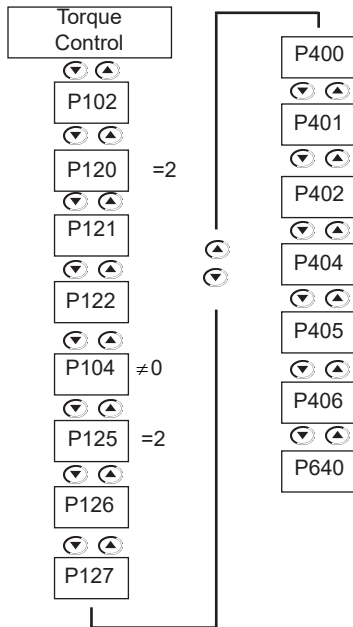 Torque
Control
P102
P120 =2
P121
P122
P104 ≠0
P125 =2
P126
P127
P400
P401
P402
P404
P405
P406
P640